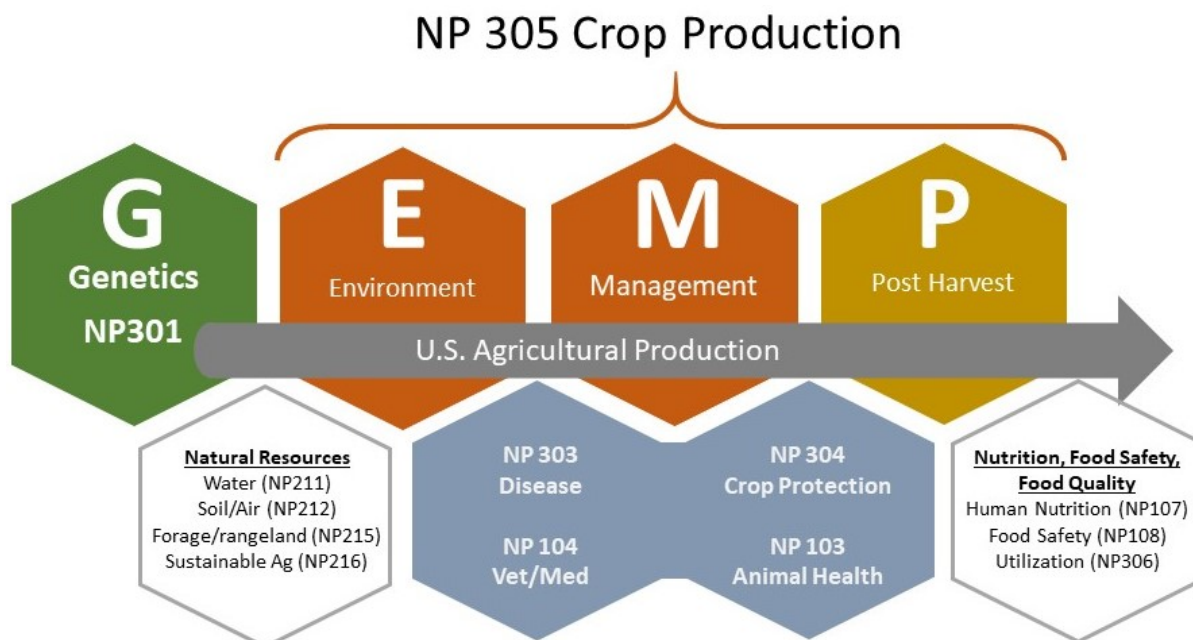 NP 305 Crop Production
G
Genetics
NP301
E
Environment
M
Management
P
Post Harvest
U.S. Agricultural Production
Natural Resources
Water (NP211)
Soil/Air (NP212)
Forage/rangeland (NP215)
Sustainable Ag (NP216)
NP 303
Disease
NP 104
Vet/Med
NP 304
Crop Protection
NP 103
Animal Health
Nutrition, Food Safety,
Food Quality
Human Nutrition (NP107)
Food Safety (NP108)
Utilization (NP306)